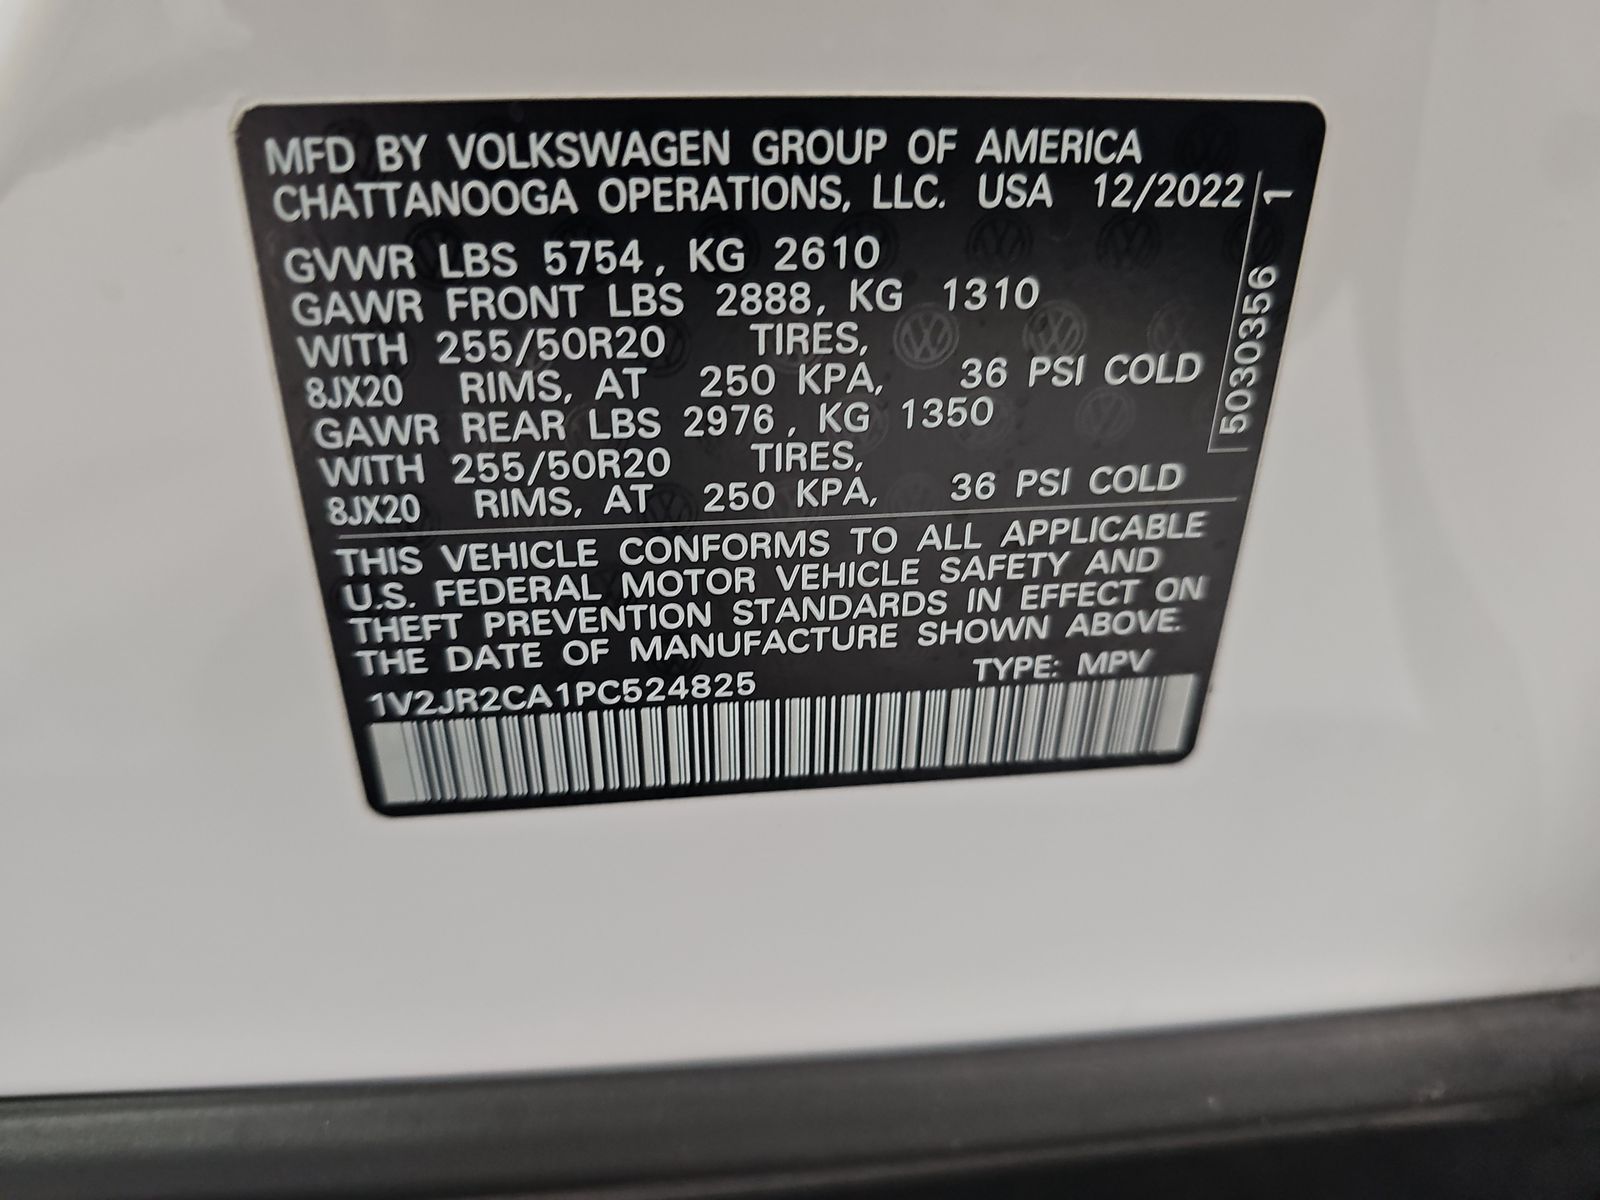 MFD BY VOLKSWAGEN GROUP OF AMERICA
CHATTANOOGA OPERATIONS, LLC. USA 12/2022
GVWR LBS 5754, KG 2610
GAWR FRONT LBS 2888, KG 1310
WITH 255/50R20 TIRES,
8JX20 RIMS, AT 250 KPA, 36 PSI COLD
GAWR REAR LBS 2976, KG 1350
WITH 255/50R20 TIRES,
8JX20 RIMS, AT 250 KPA, 36 PSI COLD
THIS VEHICLE CONFORMS TO ALL APPLICABLE
U.S. FEDERAL MOTOR VEHICLE SAFETY AND
THEFT PREVENTION STANDARDS IN EFFECT ON
THE DATE OF MANUFACTURE SHOWN ABOVE.
1V2JR2CA1PC524825 TYPE: MPV
5030356 1